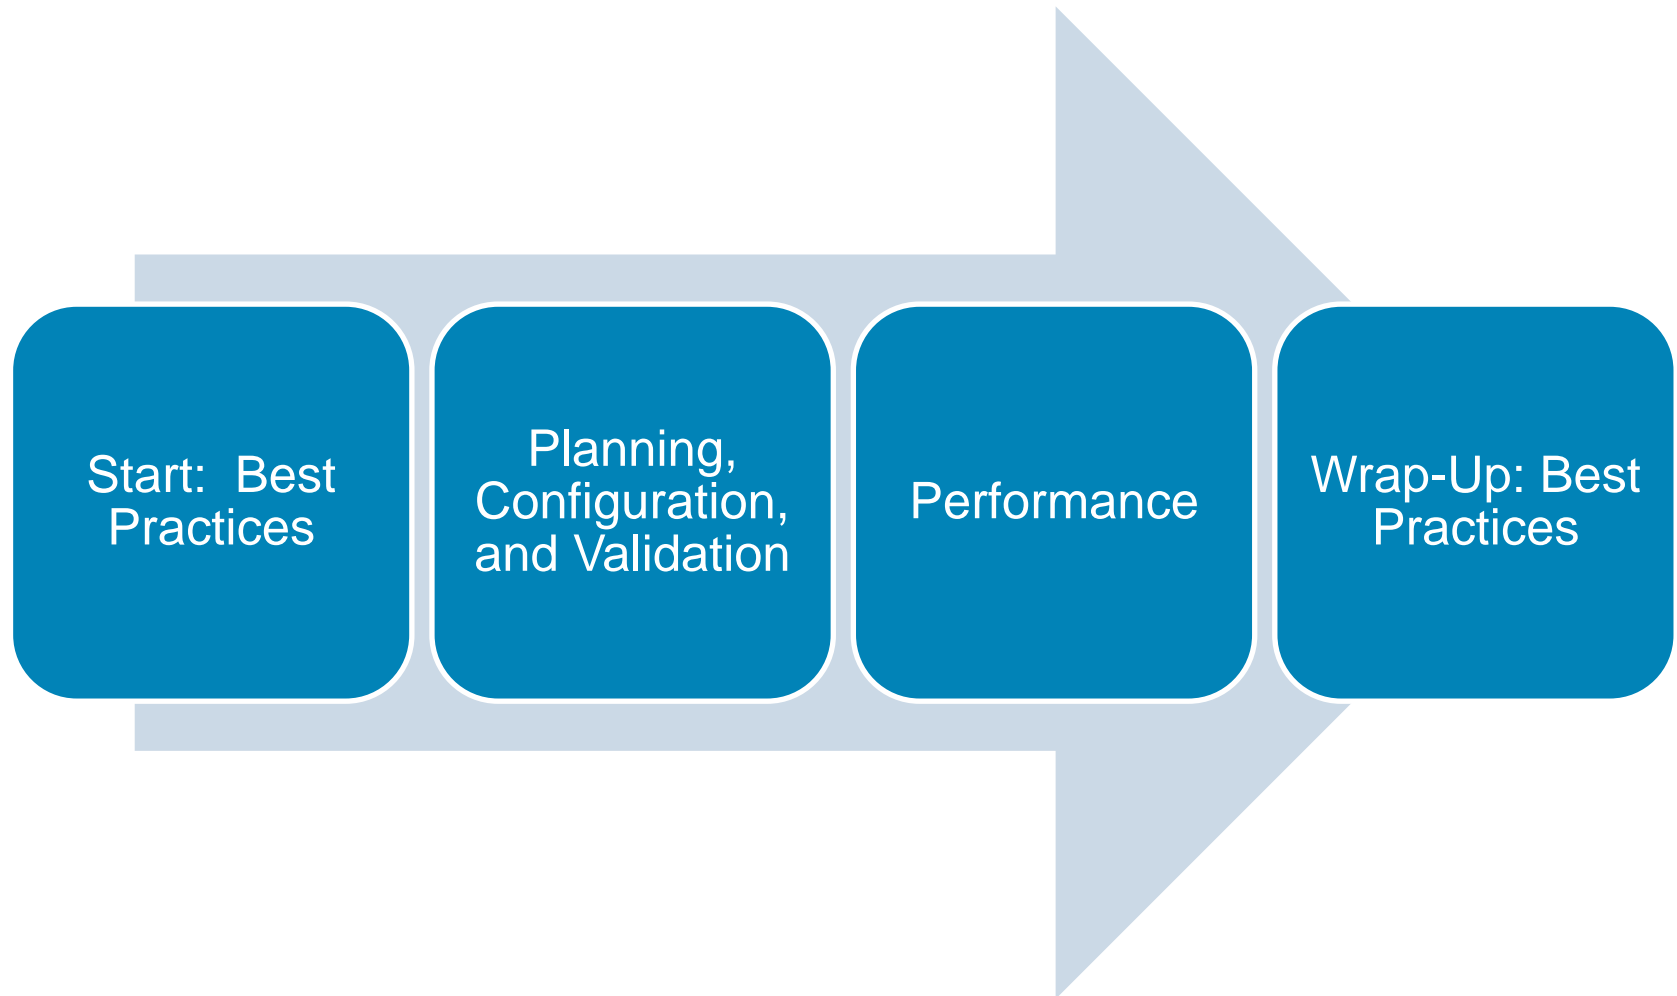 Start:  Best
Practices
Planning,
Configuration,
and Validation
Performance
Wrap-Up: Best
Practices